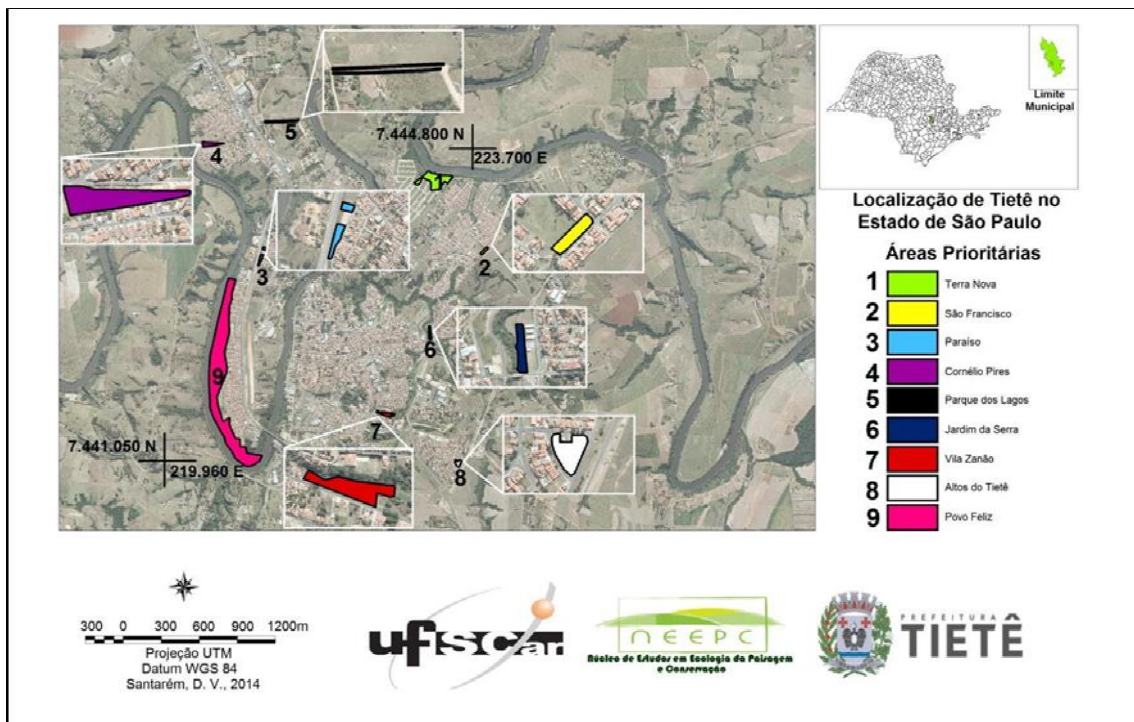 5
7.444.800 N
223.700 E
4
3
2
6
9
7
8
7.441.050 N
219.960 E
Limite
Municipal
Localização de Tietê no
Estado de São Paulo
Áreas Prioritárias
1 Terra Nova
2 São Francisco
3 Paraíso
4 Cornélio Pires
5 Parque dos Lagos
6 Jardim da Serra
7 Vila Zanão
8 Altos do Tietê
9 Povo Feliz
300 0 300 600 900 1200m
Projeção UTM
Datum WGS 84
Santarém, D. V., 2014
ufscar
NEEPC
Núcleo de Estudos em Ecologia da Paisagem
e Conservação
PREFEITURA
TIETÊ